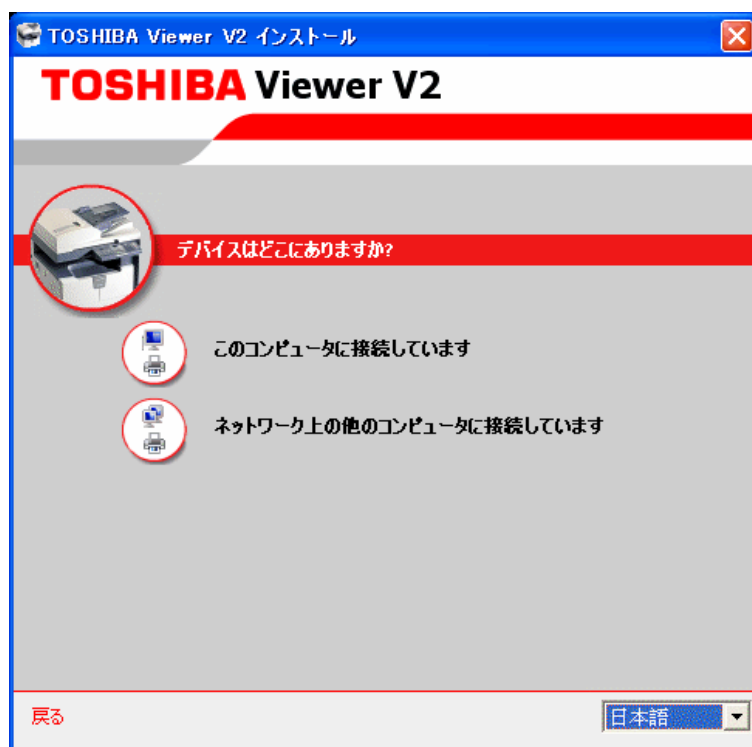 TOSHIBA Viewer V2 インストール
TOSHIBA Viewer V2
デバイスはどこにありますか?
このコンピュータに接続しています
ネットワーク上の他のコンピュータに接続しています
戻る
日本語